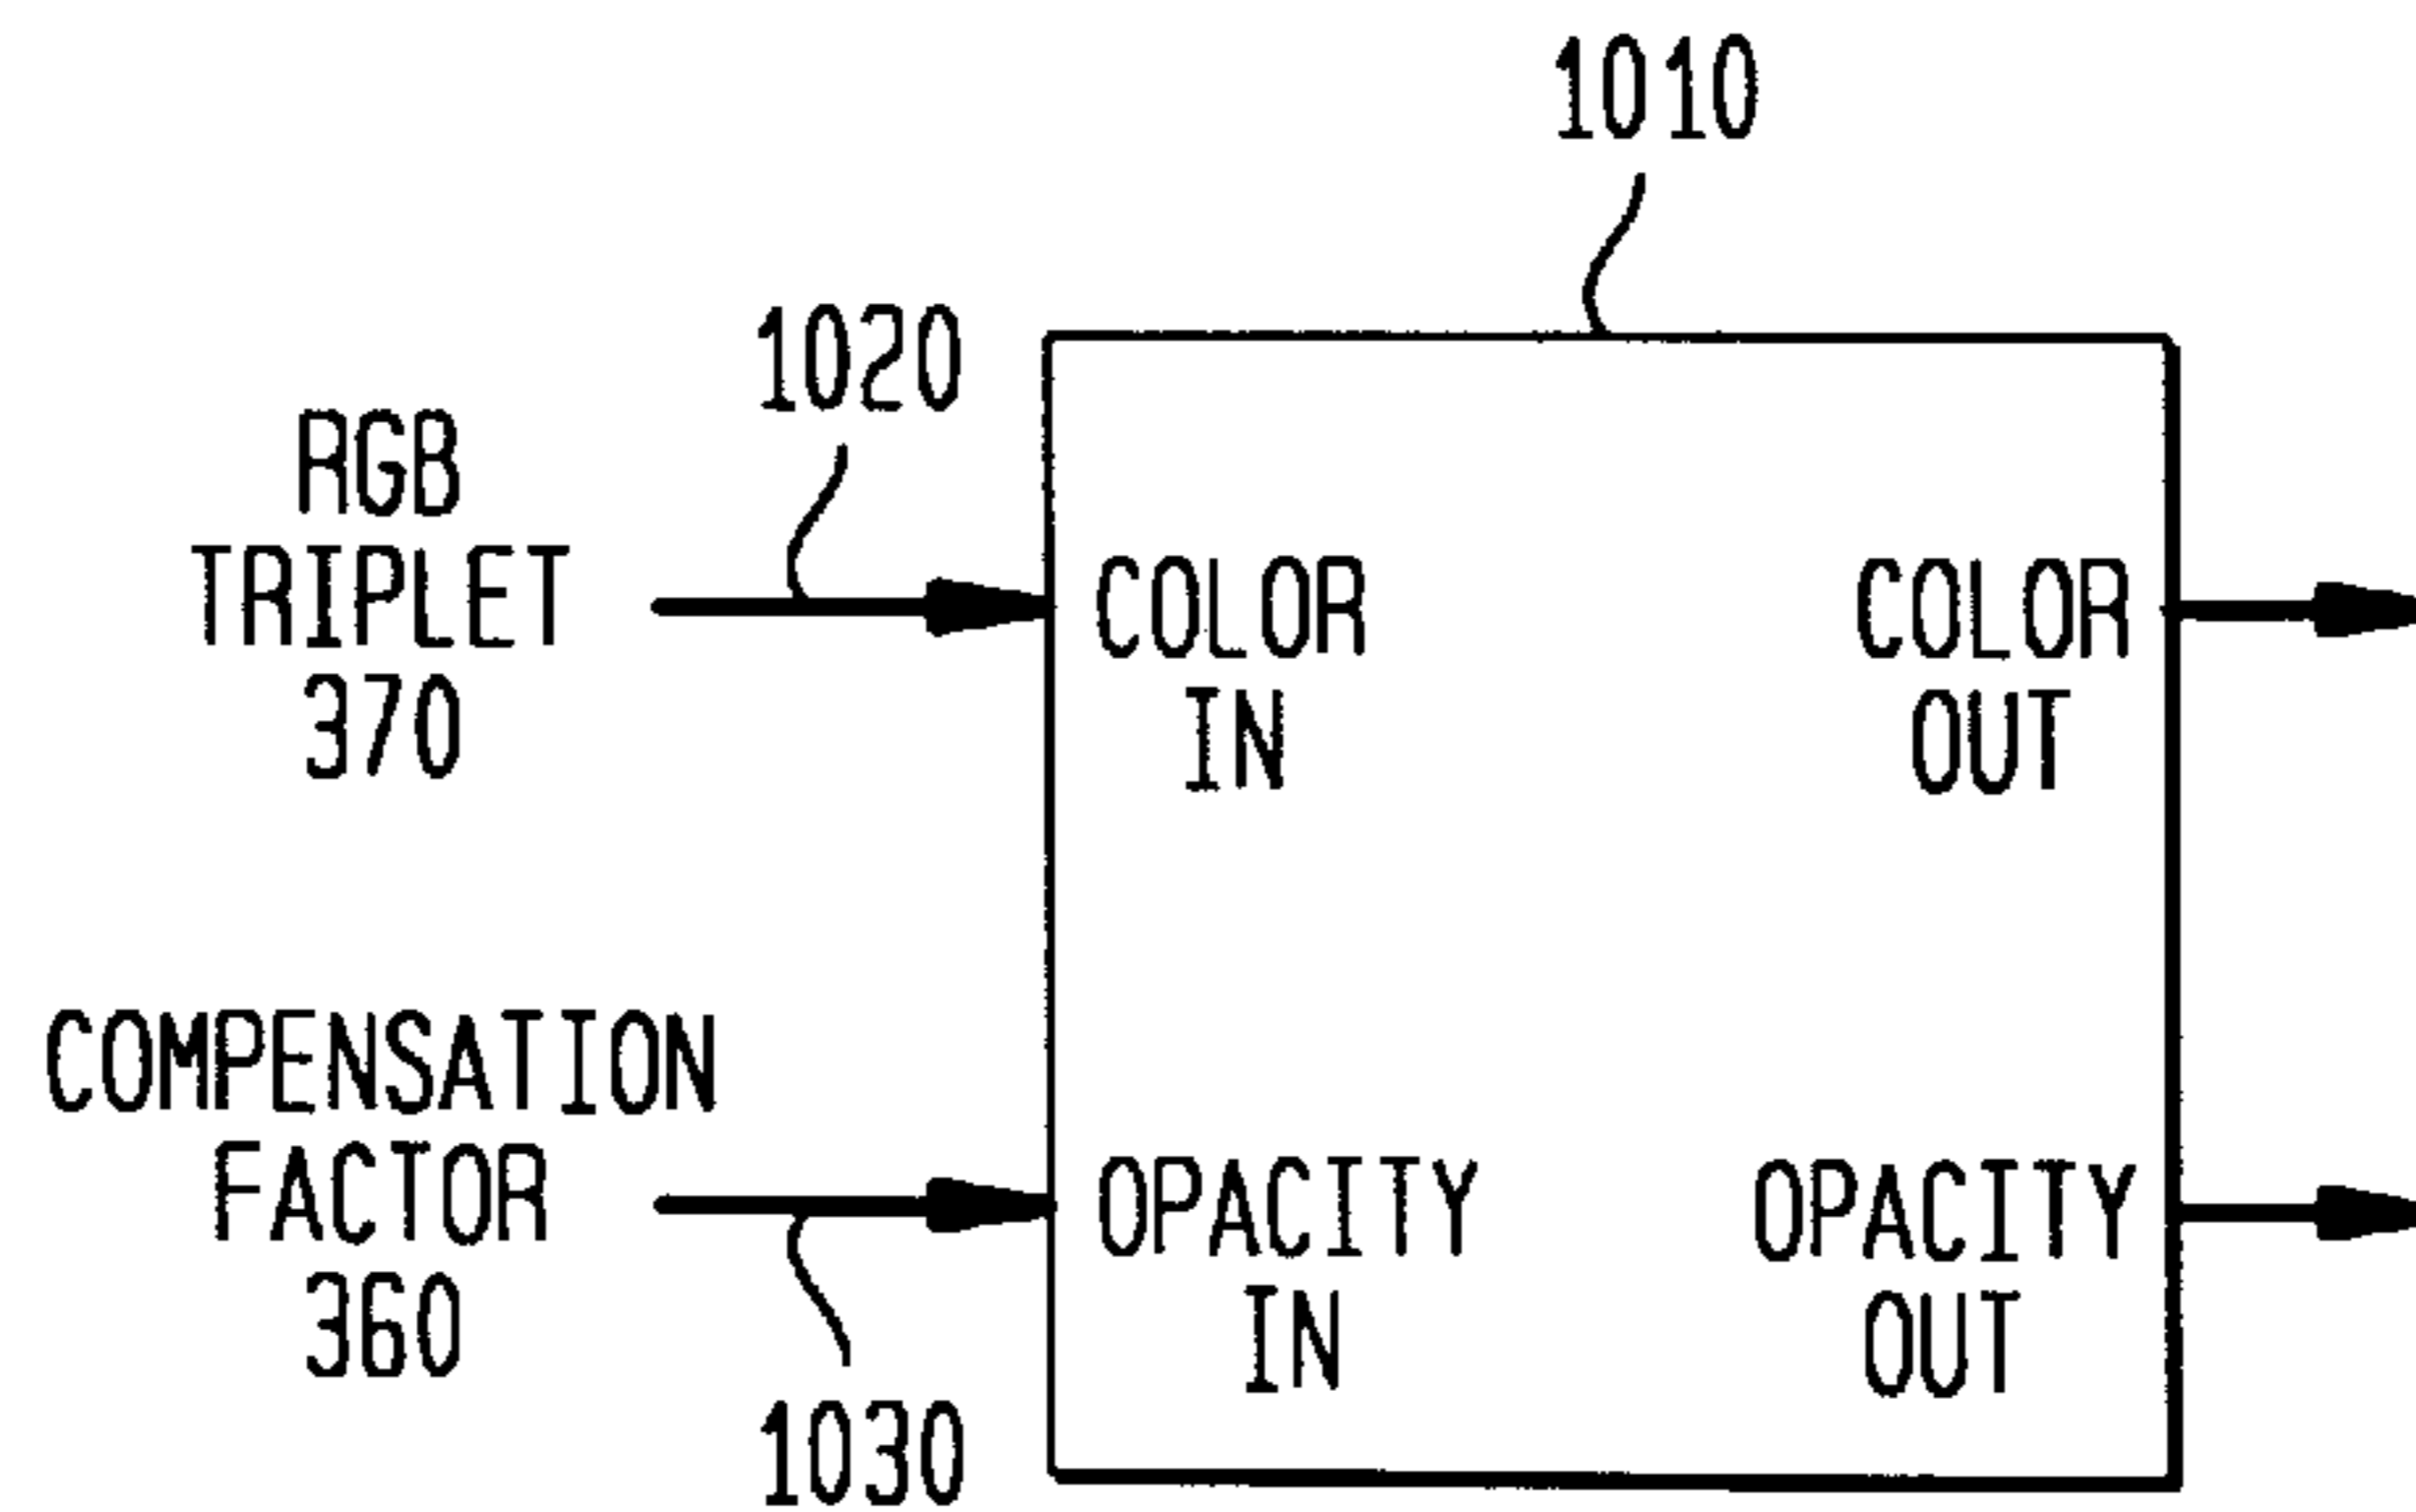 1010
1020
RGB
TRIPLET
370
COLOR
IN
COLOR
OUT
COMPENSATION
FACTOR
360
OPACITY
IN
OPACITY
OUT
1030